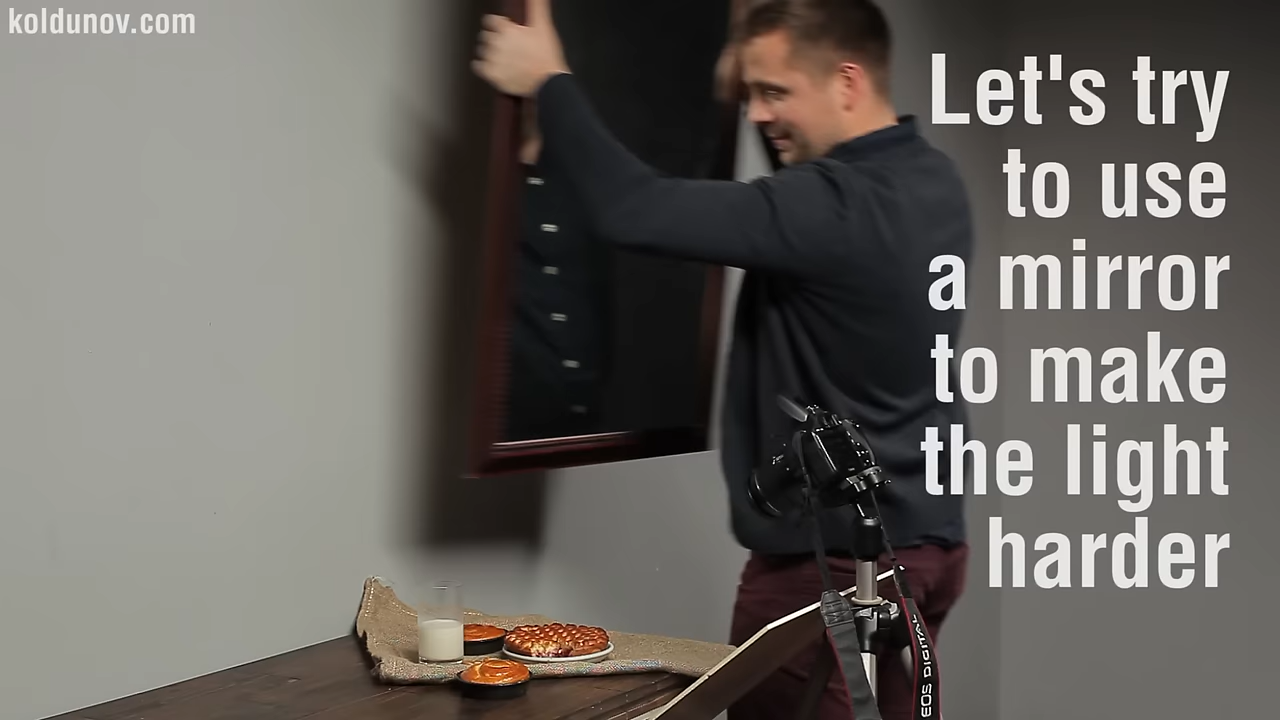 koldunov.com
Let's try
to use
a mirror
to make
the light
harder
EOS DIGITAL